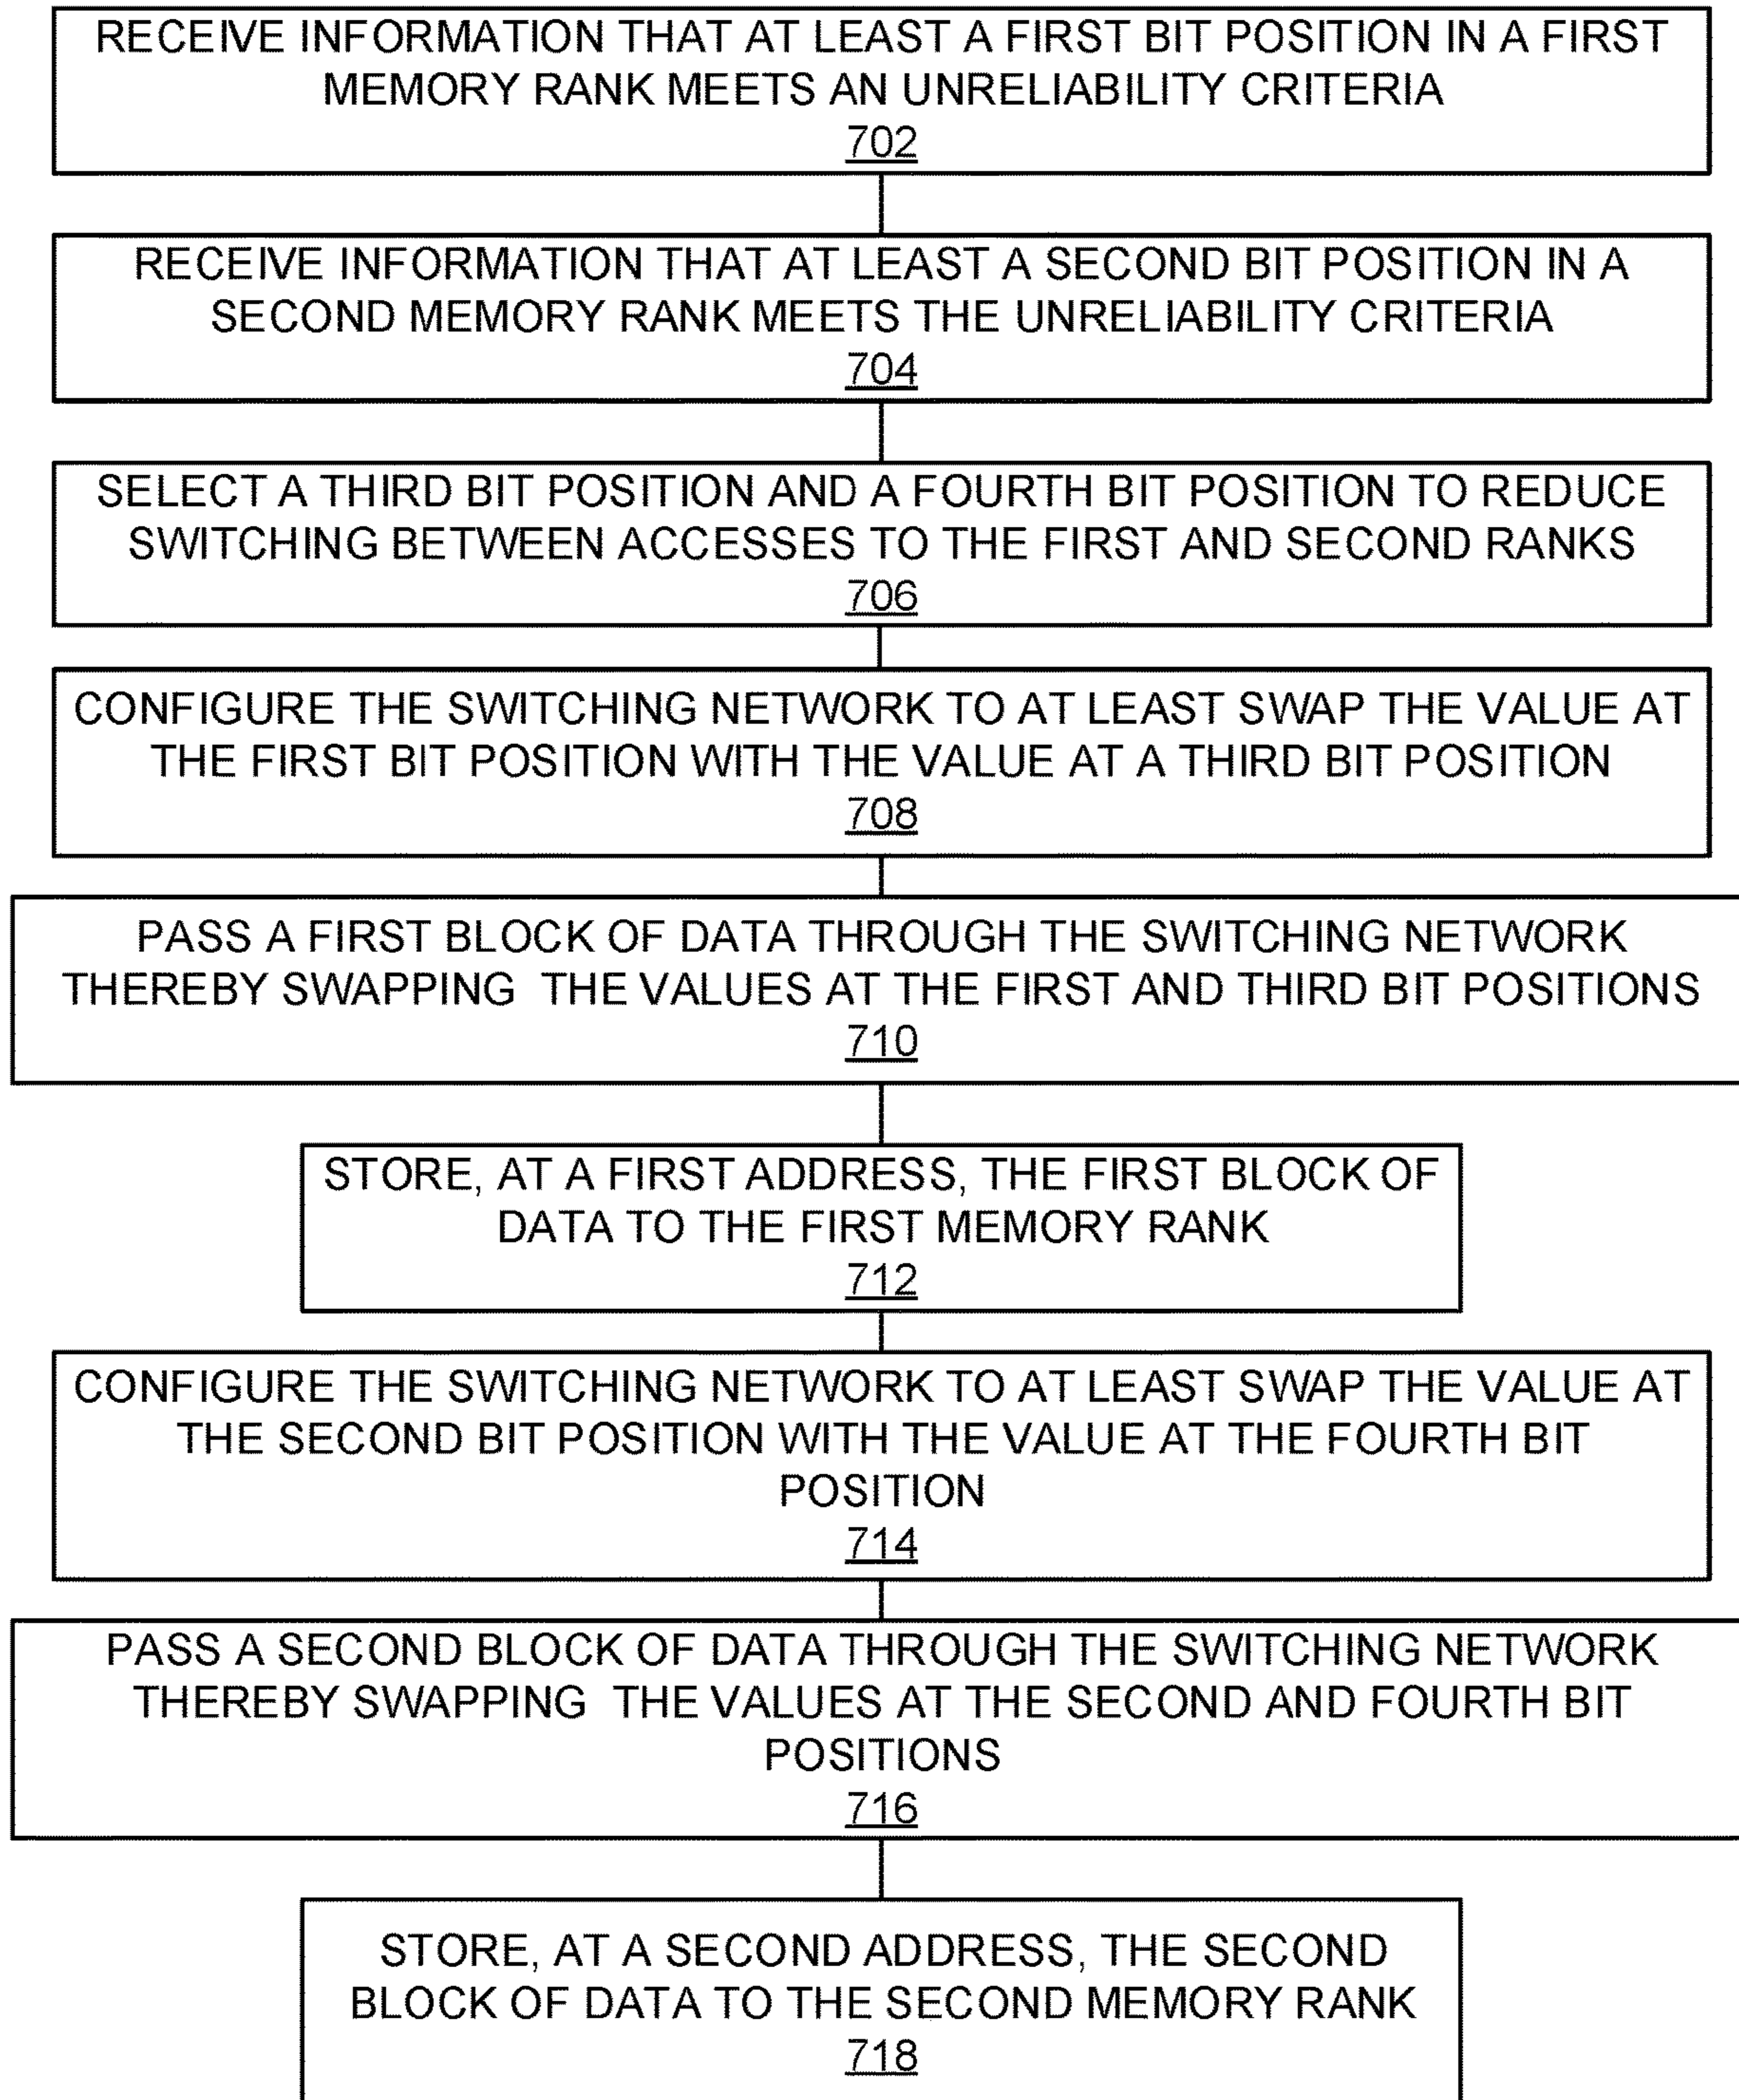 RECEIVE INFORMATION THAT AT LEAST A FIRST BIT POSITION IN A FIRST
MEMORY RANK MEETS AN UNRELIABILITY CRITERIA
702
RECEIVE INFORMATION THAT AT LEAST A SECOND BIT POSITION IN A
SECOND MEMORY RANK MEETS THE UNRELIABILITY CRITERIA
704
SELECT A THIRD BIT POSITION AND A FOURTH BIT POSITION TO REDUCE
SWITCHING BETWEEN ACCESSES TO THE FIRST AND SECOND RANKS
706
CONFIGURE THE SWITCHING NETWORK TO AT LEAST SWAP THE VALUE AT
THE FIRST BIT POSITION WITH THE VALUE AT A THIRD BIT POSITION
708
PASS A FIRST BLOCK OF DATA THROUGH THE SWITCHING NETWORK
THEREBY SWAPPING THE VALUES AT THE FIRST AND THIRD BIT POSITIONS
710
STORE, AT A FIRST ADDRESS, THE FIRST BLOCK OF
DATA TO THE FIRST MEMORY RANK
712
CONFIGURE THE SWITCHING NETWORK TO AT LEAST SWAP THE VALUE AT
THE SECOND BIT POSITION WITH THE VALUE AT THE FOURTH BIT
POSITION
714
PASS A SECOND BLOCK OF DATA THROUGH THE SWITCHING NETWORK
THEREBY SWAPPING THE VALUES AT THE SECOND AND FOURTH BIT
POSITIONS
716
STORE, AT A SECOND ADDRESS, THE SECOND
BLOCK OF DATA TO THE SECOND MEMORY RANK
718